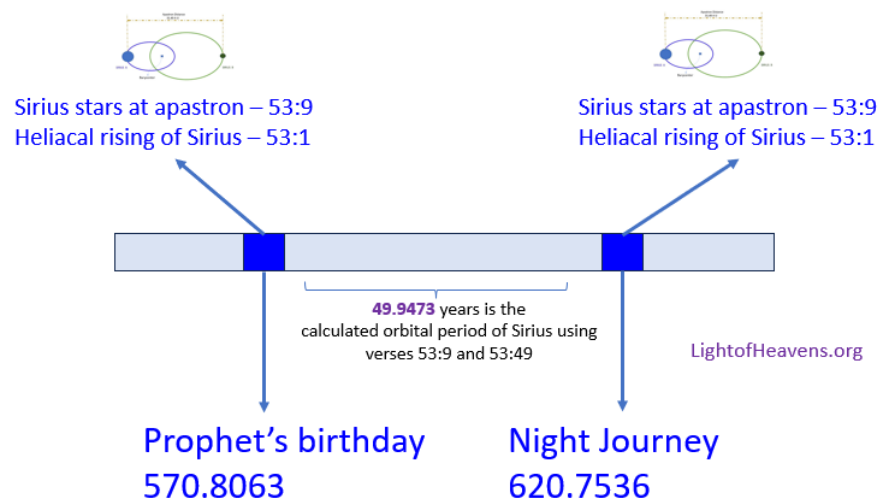 Sirius stars at apastron – 53:9
Heliacal rising of Sirius – 53:1
Sirius stars at apastron – 53:9
Heliacal rising of Sirius – 53:1
49.9473 years is the
calculated orbital period of Sirius using
verses 53:9 and 53:49
LightofHeavens.org
Prophet’s birthday
570.8063
Night Journey
620.7536